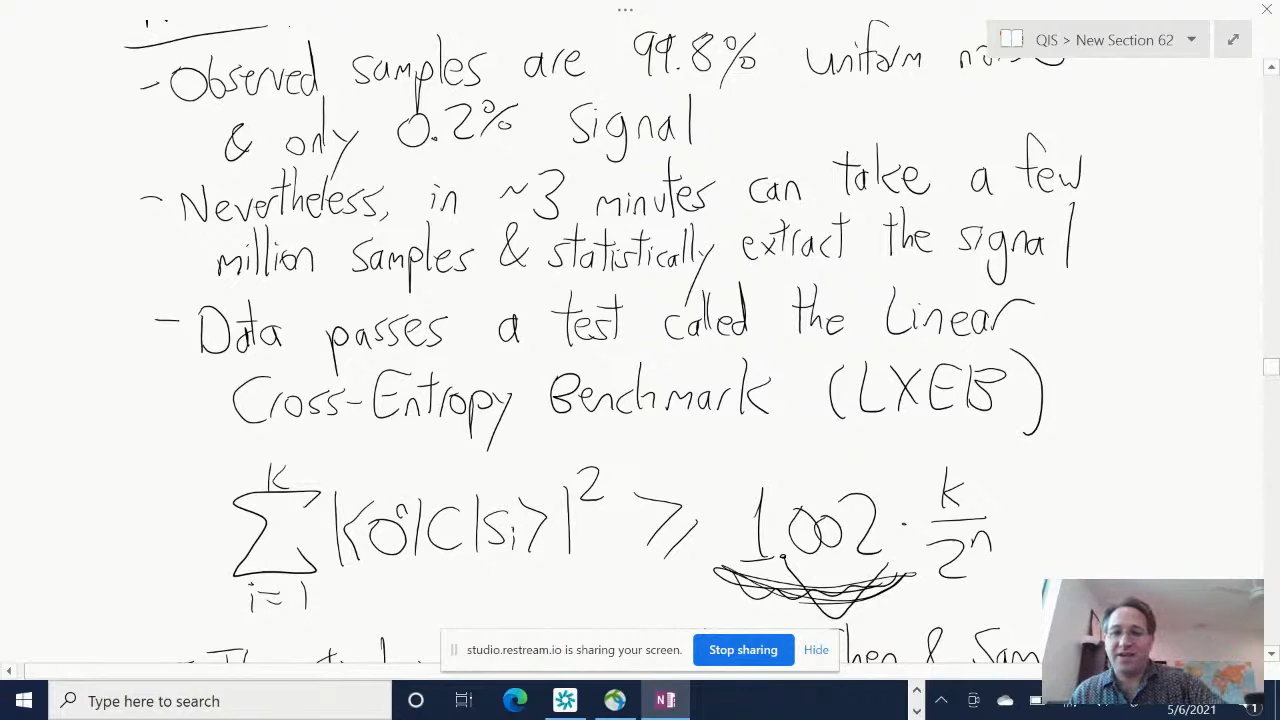 QIS > New Section 62
- Observed samples are 99.8% uniform
& only 0.2% signal
- Nevertheless, in ~3 minutes can take a few
million samples & statistically extract the signal
- Data passes a test called the Linear
Cross-Entropy Benchmark (LXEB)
k
∑ |<0ⁿ|C|Sᵢ>|² ≥ 1.002 · k/2ⁿ
i=1
& Sam
studio.restream.io is sharing your screen. Stop sharing Hide
Type here to search
5/6/2021
1